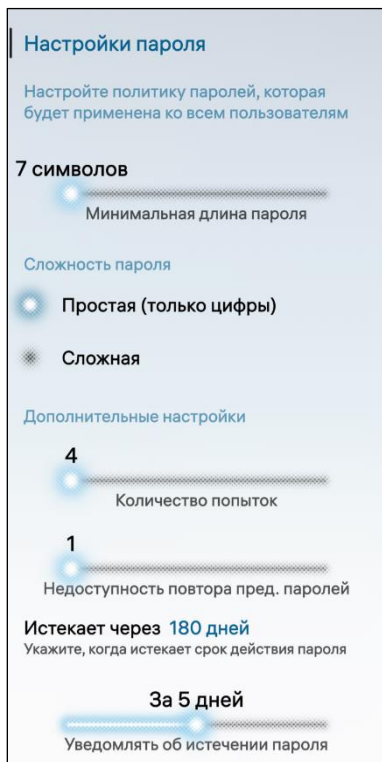 Настройки пароля
Настройте политику паролей, которая
будет применена ко всем пользователям
7 символов
Минимальная длина пароля
Сложность пароля
Простая (только цифры)
Сложная
Дополнительные настройки
4
Количество попыток
1
Недоступность повтора пред. паролей
Истекает через 180 дней
Укажите, когда истекает срок действия пароля
За 5 дней
Уведомлять об истечении пароля